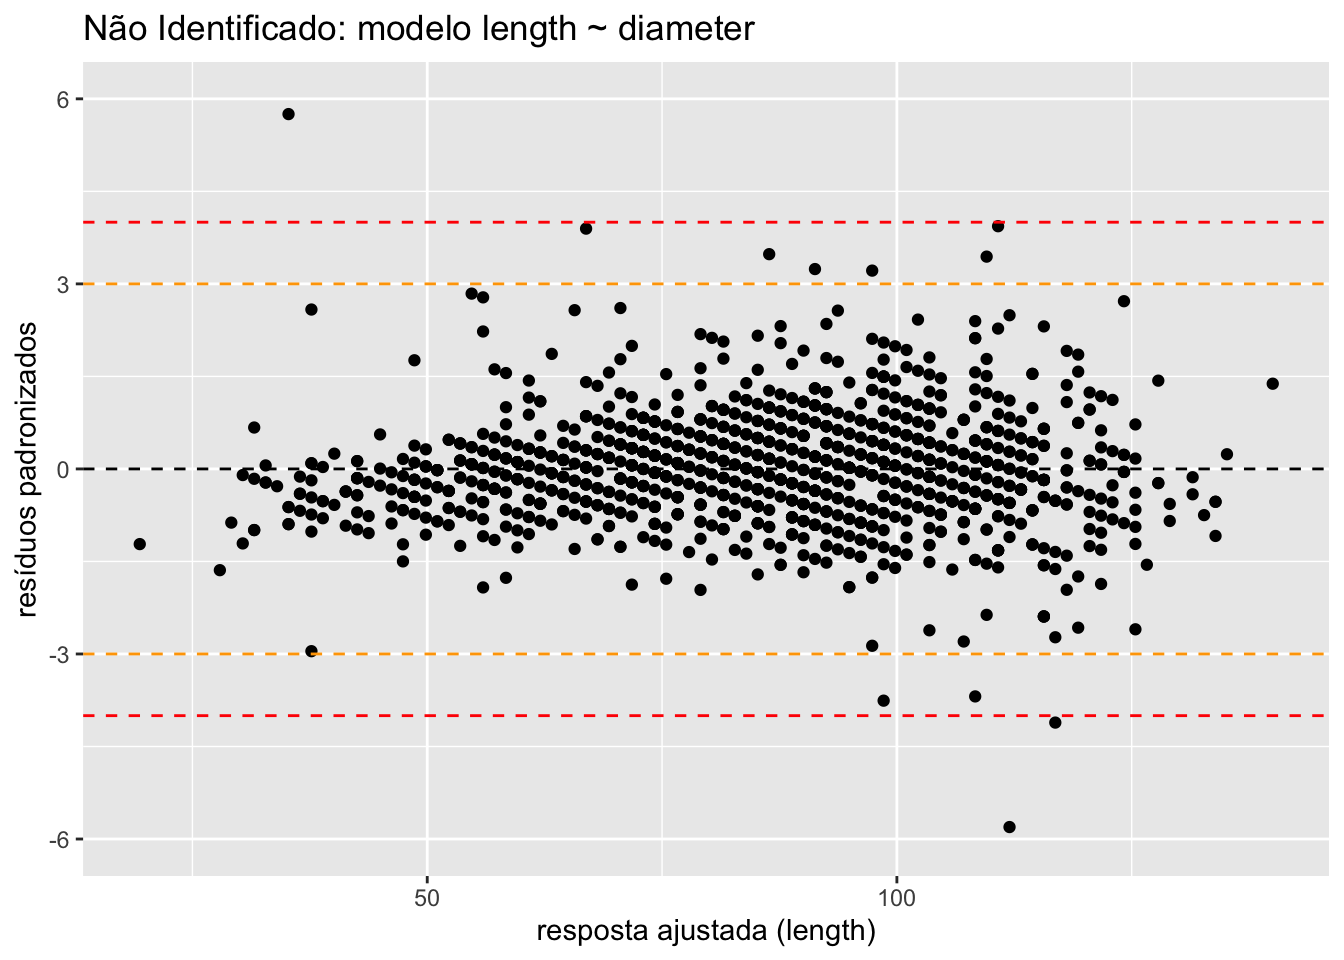 Não Identificado: modelo length ~ diameter
6
3
0
-3
-6
resíduos padronizados
50
100
resposta ajustada (length)